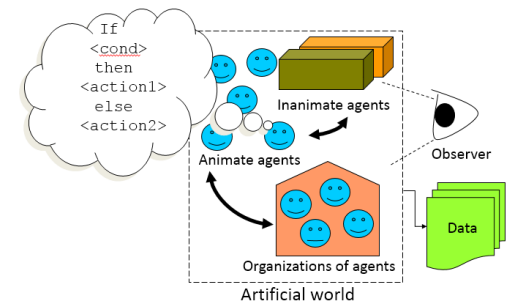 If
<cond>
then
<action1>
else
<action2>
Inanimate agents
Animate agents
Observer
Data
Organizations of agents
Artificial world